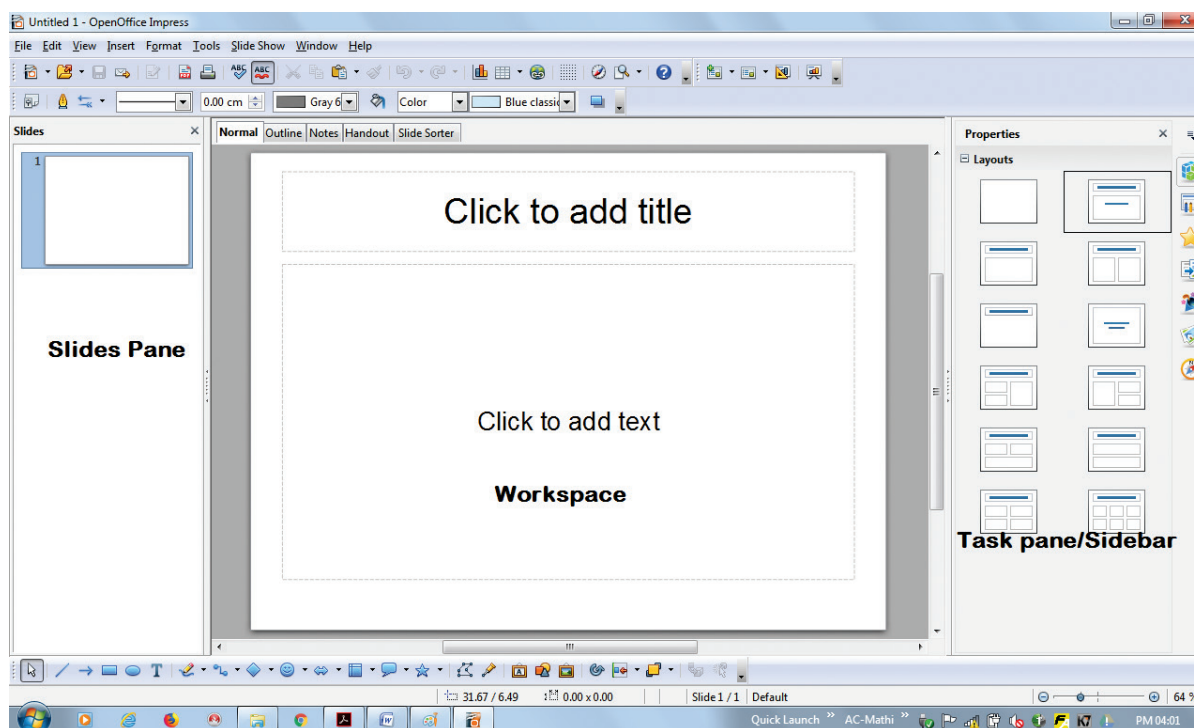 Untitled 1 - OpenOffice Impress
File Edit View Insert Format Tools Slide Show Window Help
ABC ABC
0.00 cm Gray 6 Color Blue classic
Slides
Normal Outline Notes Handout Slide Sorter
Properties
1
Layouts
Click to add title
Slides Pane
Click to add text
Workspace
Task pane/Sidebar
T
31.67 / 6.49 0.00 x 0.00 Slide 1 / 1 Default 64 %
Quick Launch » AC-Mathi » PM 04:01